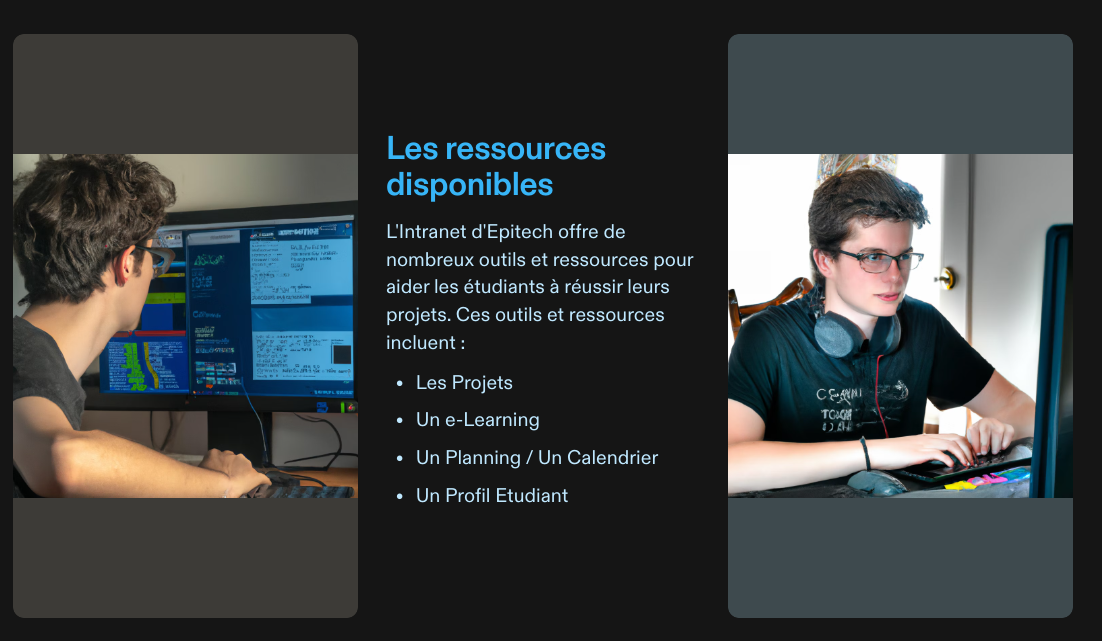 Les ressources
disponibles
L'Intranet d'Epitech offre de
nombreux outils et ressources pour
aider les étudiants à réussir leurs
projets. Ces outils et ressources
incluent :
• Les Projets
• Un e-Learning
• Un Planning / Un Calendrier
• Un Profil Etudiant